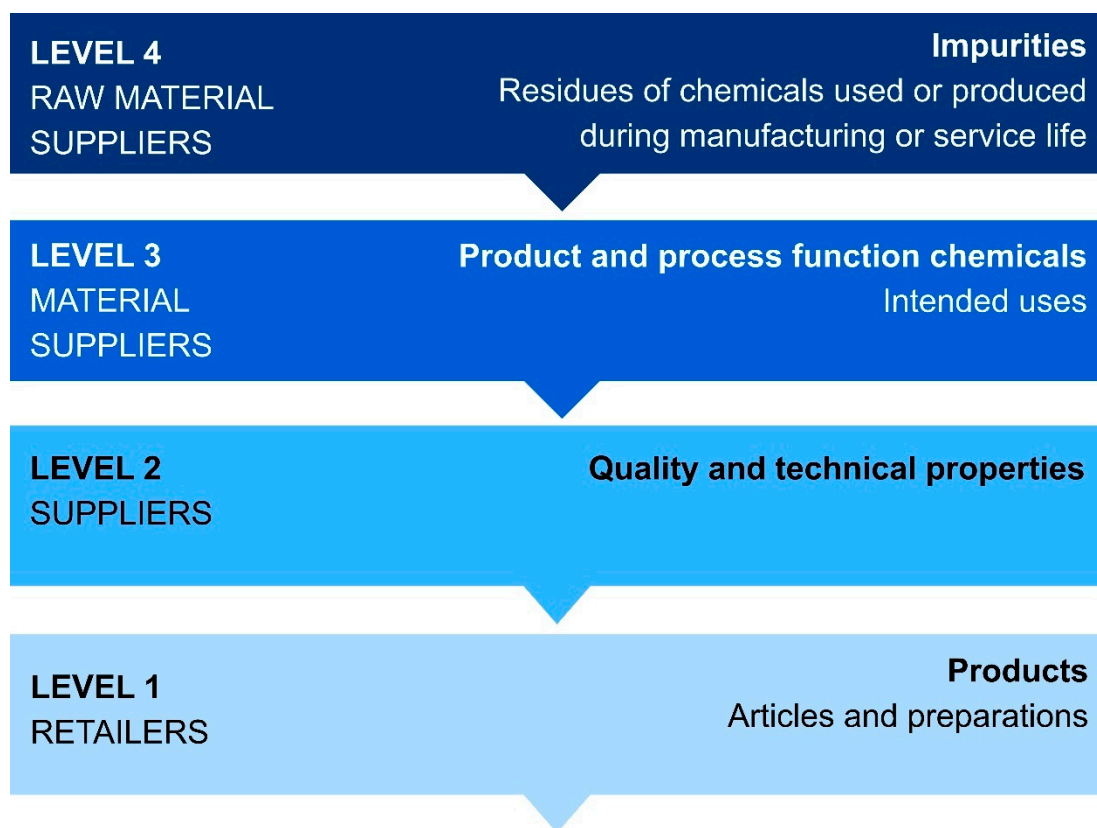 LEVEL 4
RAW MATERIAL
SUPPLIERS
Impurities
Residues of chemicals used or produced
during manufacturing or service life
LEVEL 3
MATERIAL
SUPPLIERS
Product and process function chemicals
Intended uses
LEVEL 2
SUPPLIERS
Quality and technical properties
LEVEL 1
RETAILERS
Products
Articles and preparations